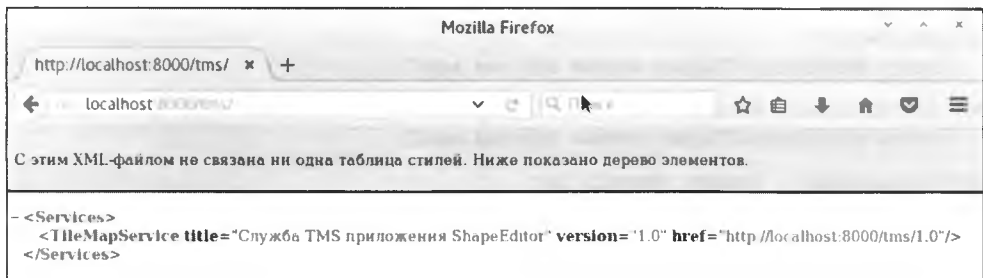 Mozilla Firefox
http://localhost:8000/tms/ × +
localhost:8000/tms/
С этим XML-файлом не связана ни одна таблица стилей. Ниже показано дерево элементов.
– <Services>
<TileMapService title="Служба TMS приложения ShapeEditor" version="1.0" href="http://localhost:8000/tms/1.0"/>
</Services>